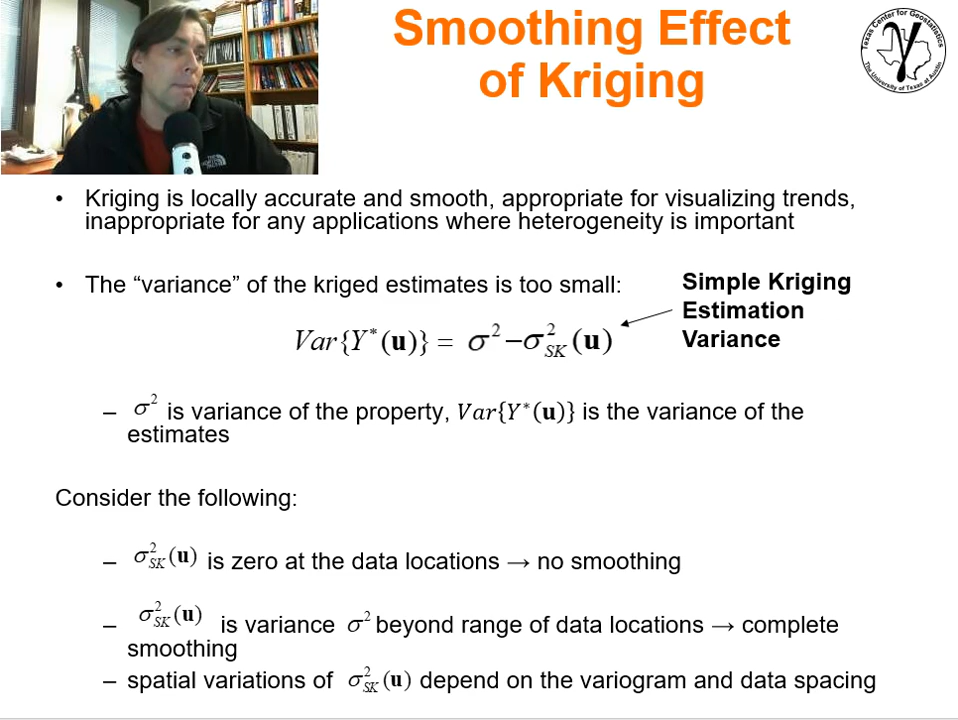 Smoothing Effect
of Kriging
Texas Center for Geostatistics
The University of Texas at Austin
γ
• Kriging is locally accurate and smooth, appropriate for visualizing trends,
inappropriate for any applications where heterogeneity is important
• The “variance” of the kriged estimates is too small:
Simple Kriging
Estimation
Variance
Var{Y*(u)} = σ² − σ²_SK(u)
– σ² is variance of the property, Var{Y*(u)} is the variance of the
estimates
Consider the following:
– σ²_SK(u) is zero at the data locations → no smoothing
– σ²_SK(u) is variance σ² beyond range of data locations → complete
smoothing
– spatial variations of σ²_SK(u) depend on the variogram and data spacing